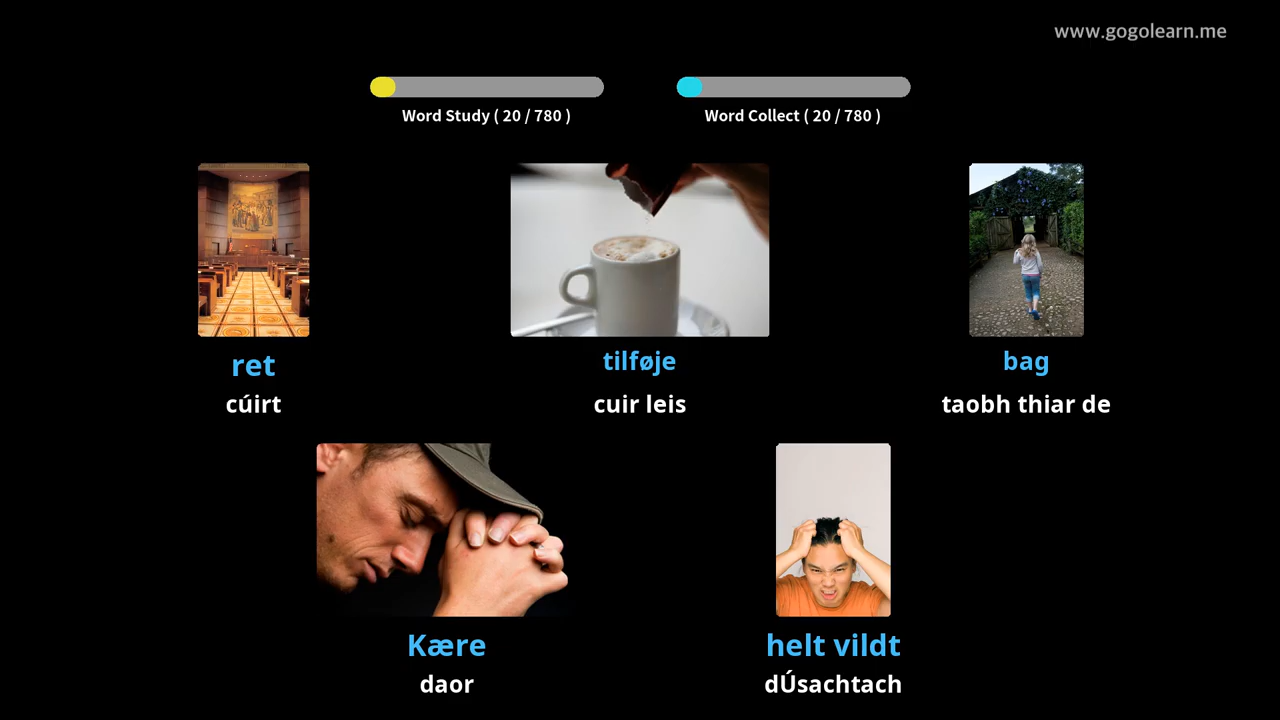 www.gogolearn.me
Word Study ( 20 / 780 )
Word Collect ( 20 / 780 )
ret
cúirt
tilføje
cuir leis
bag
taobh thiar de
Kære
daor
helt vildt
dÚsachtach